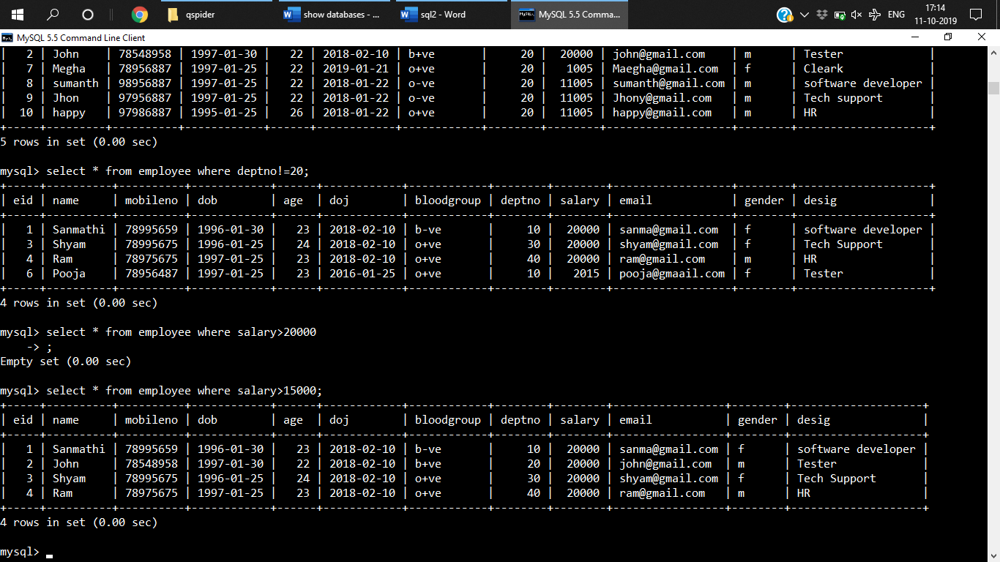 qspider
show databases - ...
sql2 - Word
MySQL 5.5 Comma...
ENG
17:14
11-10-2019
MySQL 5.5 Command Line Client
|   2 | John     | 78548958 | 1997-01-30 |   22 | 2018-02-10 | b+ve       |     20 |  20000 | john@gmail.com    | m      | Tester             |
|   7 | Megha    | 78956887 | 1997-01-25 |   22 | 2019-01-21 | o+ve       |     20 |   1005 | Maegha@gmail.com  | f      | Cleark             |
|   8 | sumanth  | 98956887 | 1997-01-25 |   22 | 2018-01-22 | o-ve       |     20 |  11005 | sumanth@gmail.com | m      | software developer |
|   9 | Jhon     | 97956887 | 1997-01-25 |   22 | 2018-01-22 | o-ve       |     20 |  11005 | Jhony@gmail.com   | m      | Tech support       |
|  10 | happy    | 97986887 | 1995-01-25 |   26 | 2018-01-22 | o+ve       |     20 |  11005 | happy@gmail.com   | m      | HR                 |
+-----+---------+----------+------------+-----+------------+------------+--------+--------+-------------------+--------+--------------------+
5 rows in set (0.00 sec)
mysql> select * from employee where deptno!=20;
+-----+----------+----------+------------+------+------------+------------+--------+--------+------------------+--------+--------------------+
| eid | name     | mobileno | dob        | age  | doj        | bloodgroup | deptno | salary | email            | gender | desig              |
+-----+----------+----------+------------+------+------------+------------+--------+--------+------------------+--------+--------------------+
|   1 | Sanmathi | 78995659 | 1996-01-30 |   23 | 2018-02-10 | b-ve       |     10 |  20000 | sanma@gmail.com  | f      | software developer |
|   3 | Shyam    | 78995675 | 1996-01-25 |   24 | 2018-02-10 | o+ve       |     30 |  20000 | shyam@gmail.com  | f      | Tech Support       |
|   4 | Ram      | 78975675 | 1997-01-25 |   23 | 2018-02-10 | o+ve       |     40 |  20000 | ram@gmail.com    | m      | HR                 |
|   6 | Pooja    | 78956487 | 1997-01-25 |   23 | 2016-01-25 | o+ve       |     10 |   2015 | pooja@gmaail.com | f      | Tester             |
+-----+----------+----------+------------+------+------------+------------+--------+--------+------------------+--------+--------------------+
4 rows in set (0.00 sec)
mysql> select * from employee where salary>20000
    -> ;
Empty set (0.00 sec)
mysql> select * from employee where salary>15000;
+-----+----------+----------+------------+------+------------+------------+--------+--------+-----------------+--------+--------------------+
| eid | name     | mobileno | dob        | age  | doj        | bloodgroup | deptno | salary | email           | gender | desig              |
+-----+----------+----------+------------+------+------------+------------+--------+--------+-----------------+--------+--------------------+
|   1 | Sanmathi | 78995659 | 1996-01-30 |   23 | 2018-02-10 | b-ve       |     10 |  20000 | sanma@gmail.com | f      | software developer |
|   2 | John     | 78548958 | 1997-01-30 |   22 | 2018-02-10 | b+ve       |     20 |  20000 | john@gmail.com  | m      | Tester             |
|   3 | Shyam    | 78995675 | 1996-01-25 |   24 | 2018-02-10 | o+ve       |     30 |  20000 | shyam@gmail.com | f      | Tech Support       |
|   4 | Ram      | 78975675 | 1997-01-25 |   23 | 2018-02-10 | o+ve       |     40 |  20000 | ram@gmail.com   | m      | HR                 |
+-----+----------+----------+------------+------+------------+------------+--------+--------+-----------------+--------+--------------------+
4 rows in set (0.00 sec)
mysql> _